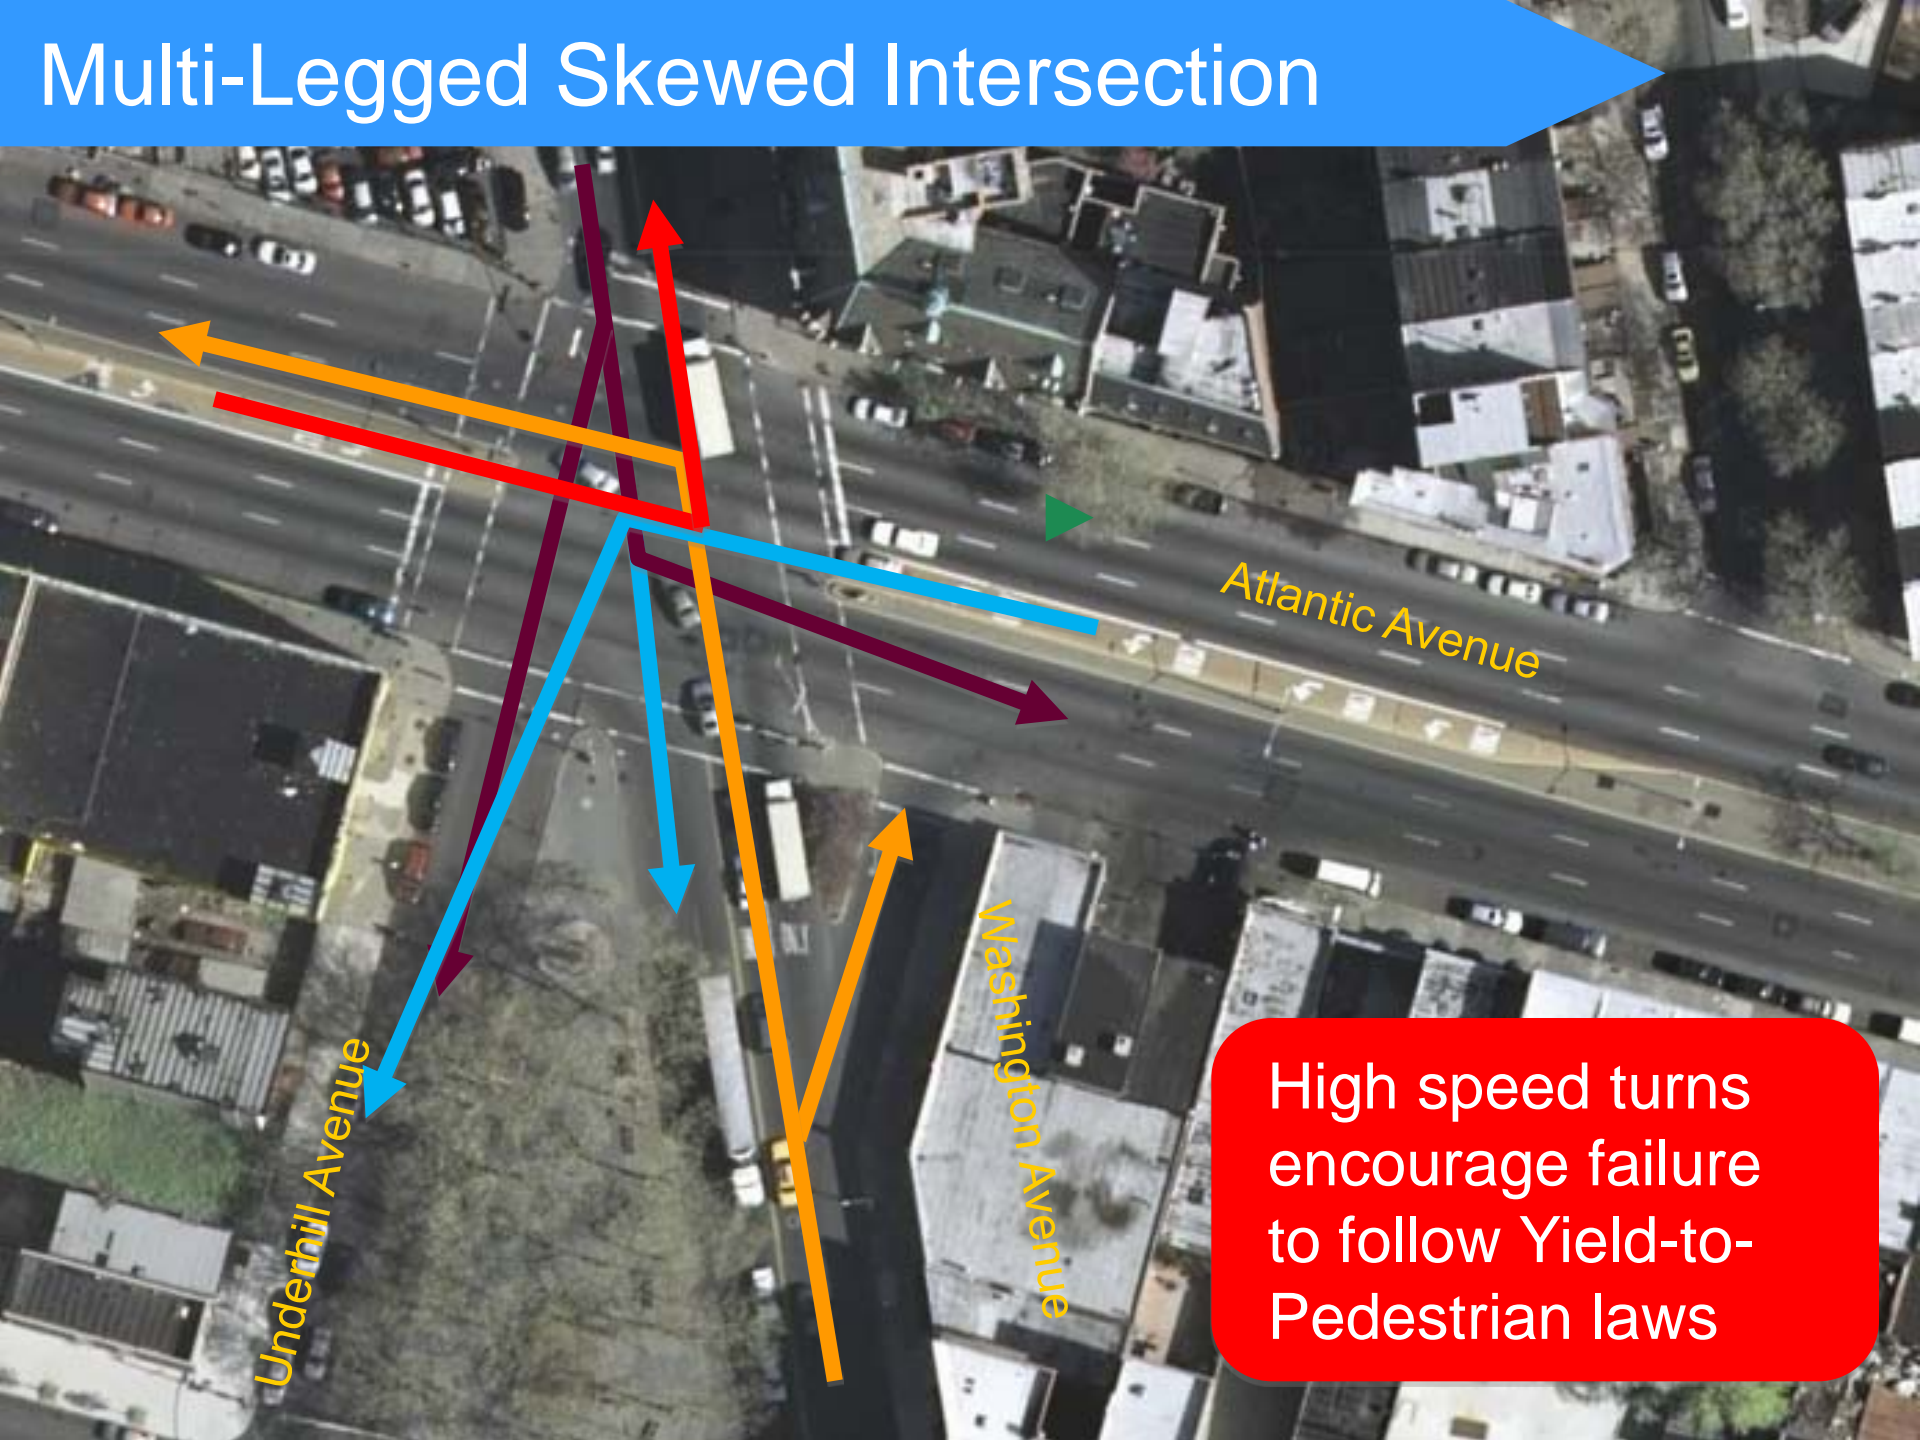 Multi-Legged Skewed Intersection
Atlantic Avenue
Washington Avenue
Underhill Avenue
High speed turns
encourage failure
to follow Yield-to-
Pedestrian laws